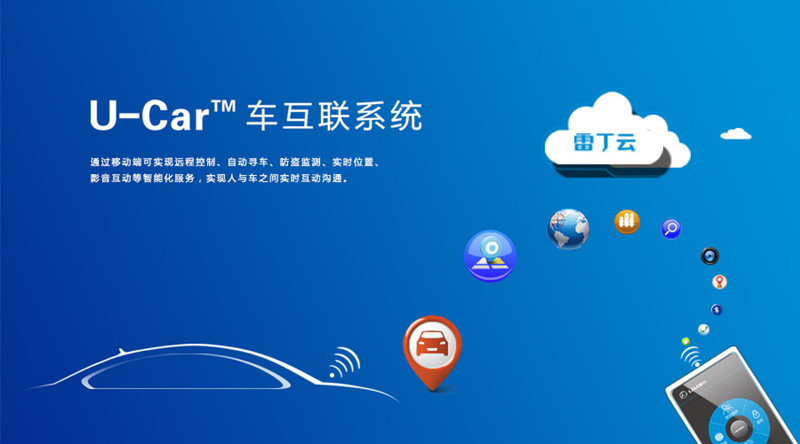 U-Car™ 车互联系统
通过移动端可实现远程控制、自动寻车、防盗监测、实时位置、
影音互动等智能化服务，实现人与车之间实时互动沟通。
雷丁云